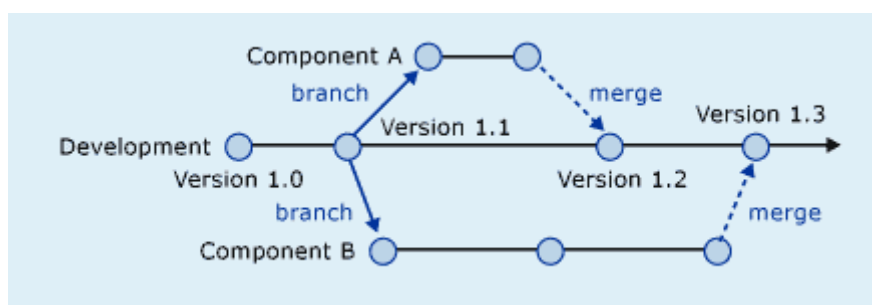 Component A
branch
merge
Version 1.1
Version 1.3
Development
Version 1.0
Version 1.2
branch
merge
Component B